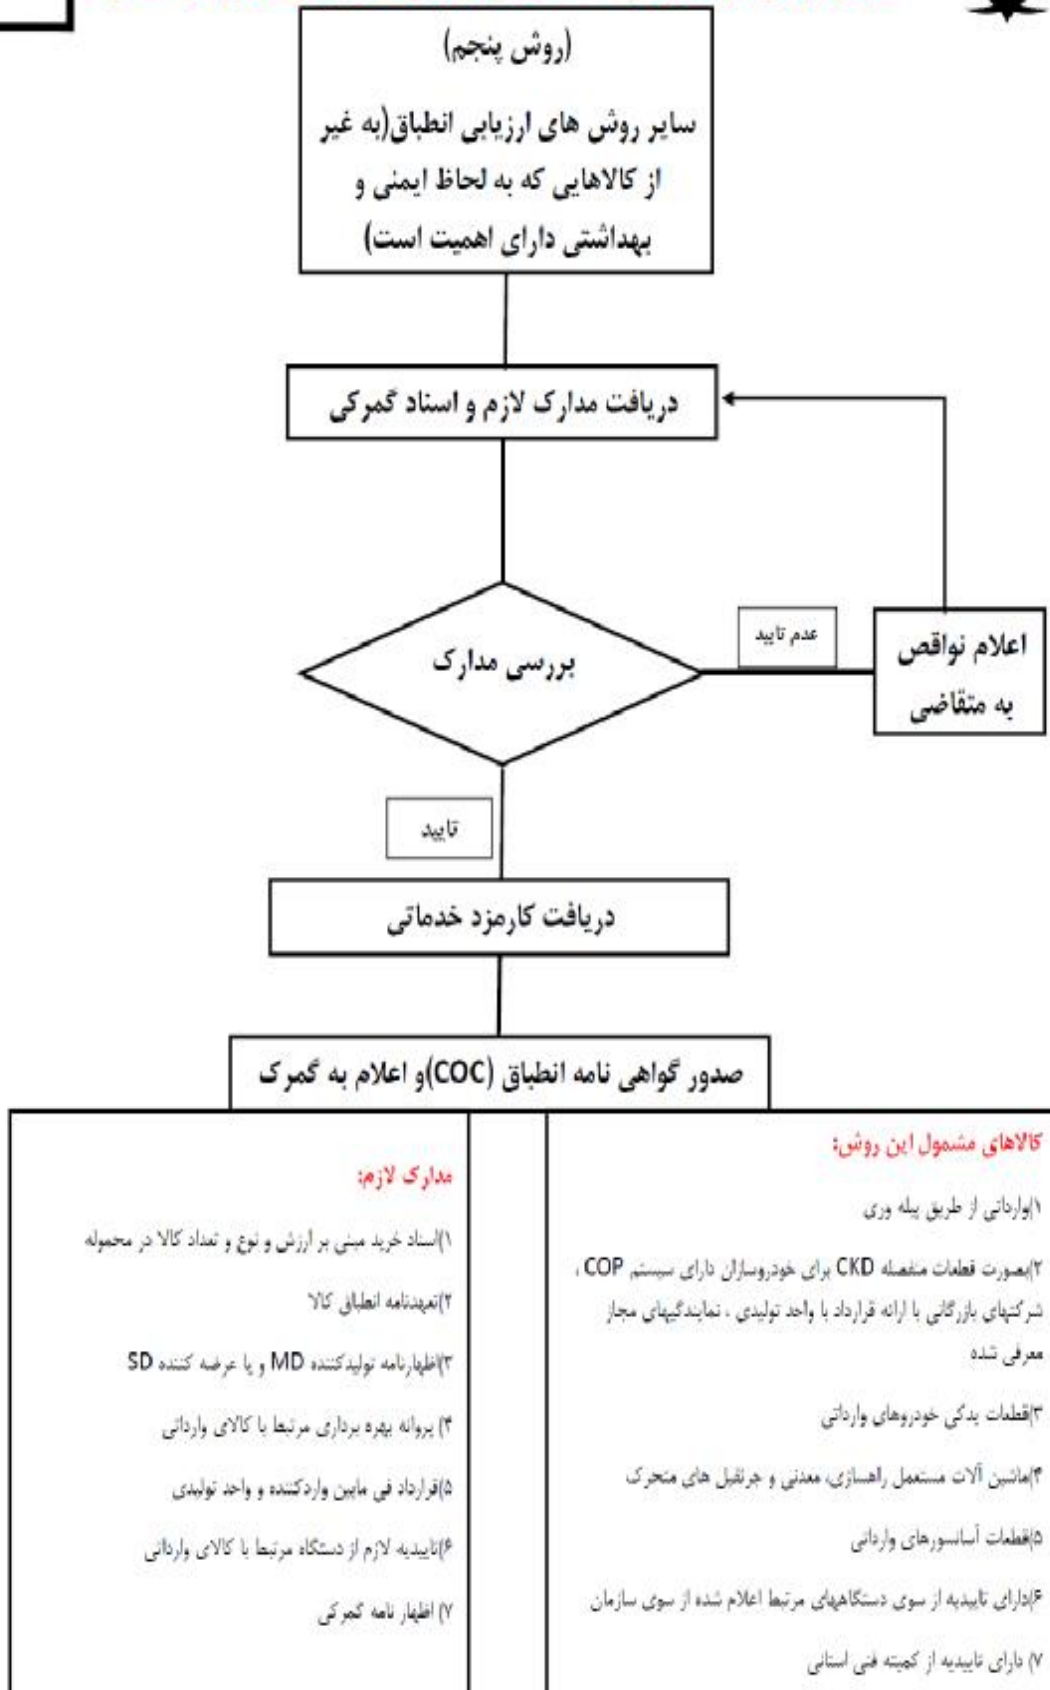 (روش پنجم)
سایر روش های ارزیابی انطباق(به غیر
از کالاهایی که به لحاظ ایمنی و
بهداشتی دارای اهمیت است)
دریافت مدارک لازم و اسناد گمرکی
بررسی مدارک
عدم تایید
اعلام نواقص
به متقاضی
تایید
دریافت کارمزد خدماتی
صدور گواهی نامه انطباق (COC)و اعلام به گمرک
کالاهای مشمول این روش:
۱)وارداتی از طریق پیله وری
۲)بصورت قطعات منفصله CKD برای خودروسازان دارای سیستم COP ،
شرکتهای بازرگانی با ارائه قرارداد با واحد تولیدی ، نمایندگیهای مجاز
معرفی شده
۳)قطعات یدکی خودروهای وارداتی
۴)ماشین آلات مستعمل راهسازی، معدنی و جرثقیل های متحرک
۵)قطعات آسانسورهای وارداتی
۶)دارای تاییدیه از سوی دستگاههای مرتبط اعلام شده از سوی سازمان
۷) دارای تاییدیه از کمیته فنی استانی
مدارک لازم:
۱)اسناد خرید مبنی بر ارزش و نوع و تعداد کالا در محموله
۲)تعهدنامه انطباق کالا
۳)اظهارنامه تولیدکننده MD و یا عرضه کننده SD
۴) پروانه بهره برداری مرتبط با کالای وارداتی
۵)قرارداد فی مابین واردکننده و واحد تولیدی
۶)تاییدیه لازم از دستگاه مرتبط با کالای وارداتی
۷) اظهار نامه گمرکی